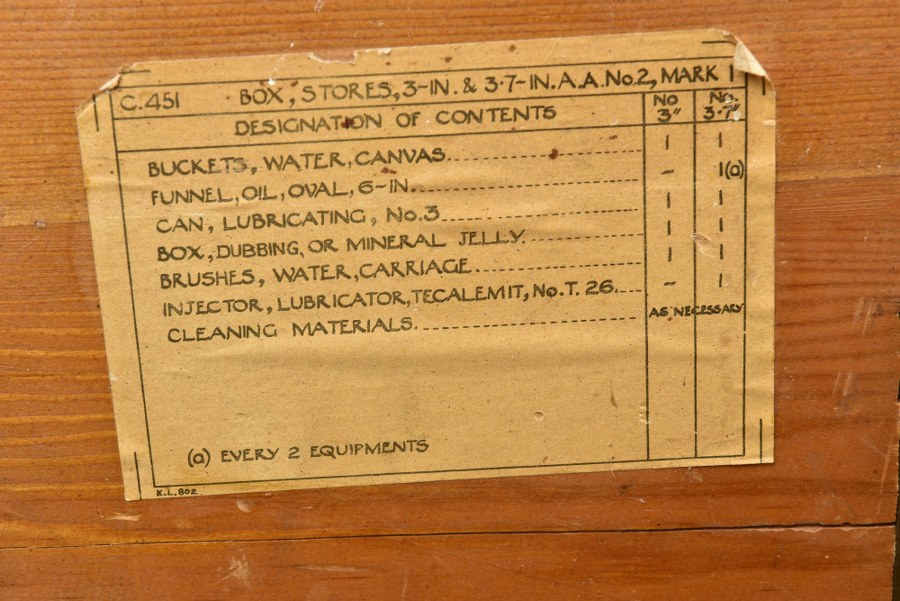 C.451 BOX, STORES, 3-IN. & 3·7-IN. A.A. No.2, MARK I
DESIGNATION OF CONTENTS No 3" No. 3·7"
BUCKETS, WATER, CANVAS 1 1
FUNNEL, OIL, OVAL, 6-IN. - 1(a)
CAN, LUBRICATING, No.3 1 1
BOX, DUBBING, OR MINERAL JELLY 1 1
BRUSHES, WATER, CARRIAGE 1 1
INJECTOR, LUBRICATOR, TECALEMIT, No.T. 26. - 1
CLEANING MATERIALS. AS NECESSARY
(a) EVERY 2 EQUIPMENTS
K.L. 802